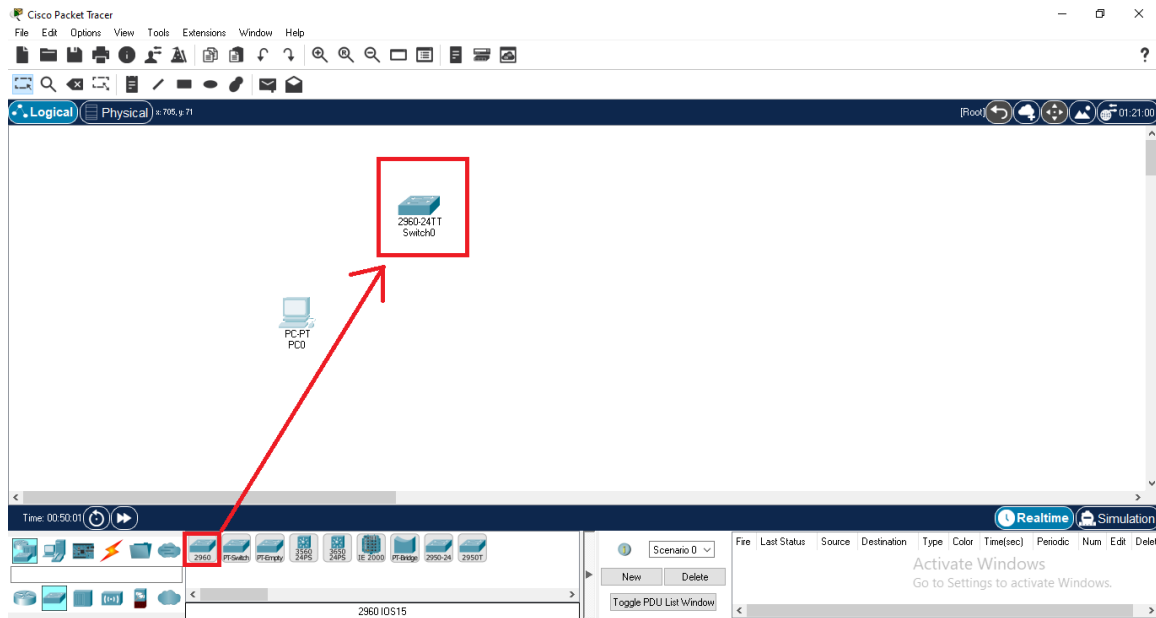 Cisco Packet Tracer
File Edit Options View Tools Extensions Window Help
?
Logical Physical x: 705, y: 71 [Root] 01:21:00
2960-24TT
Switch0
PC-PT
PC0
Time: 00:50:01 Realtime Simulation
2960 PT-Switch PT-Empty 3560 24PS 3650 24PS IE 2000 PT-Bridge 2950-24 2950T
2960 IOS15
Scenario 0
New Delete
Toggle PDU List Window
Fire Last Status Source Destination Type Color Time(sec) Periodic Num Edit Delet
Activate Windows
Go to Settings to activate Windows.